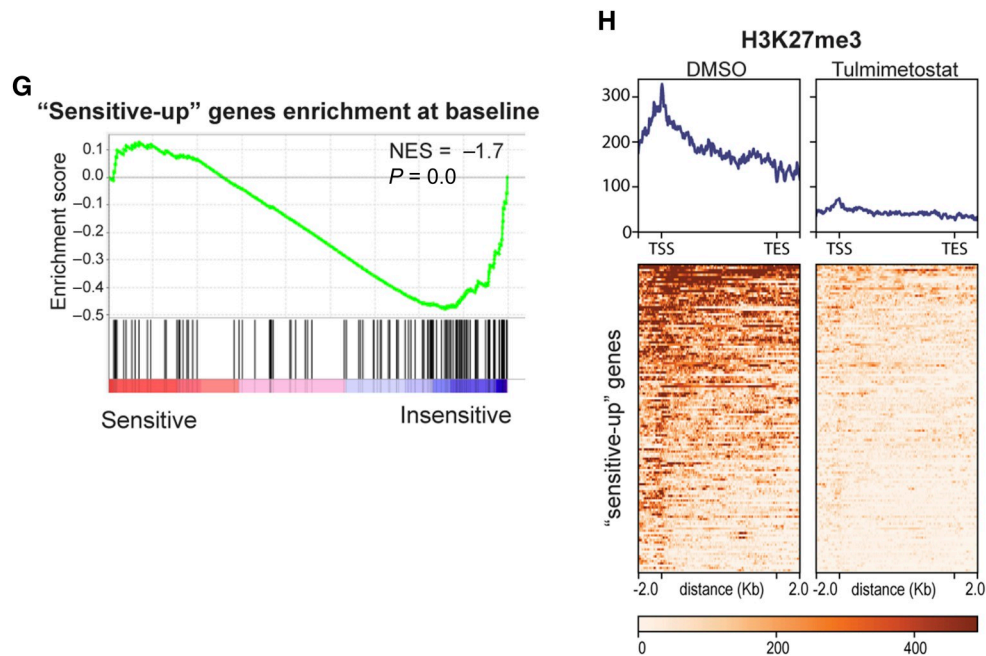 G
“Sensitive-up” genes enrichment at baseline
Enrichment score
0.1
0.0
–0.1
–0.2
–0.3
–0.4
–0.5
NES = –1.7
P = 0.0
Sensitive
Insensitive
H
H3K27me3
DMSO
Tulmimetostat
300
200
100
0
TSS TES
TSS TES
“sensitive-up” genes
-2.0 distance (Kb) 2.0
-2.0 distance (Kb) 2.0
0 200 400